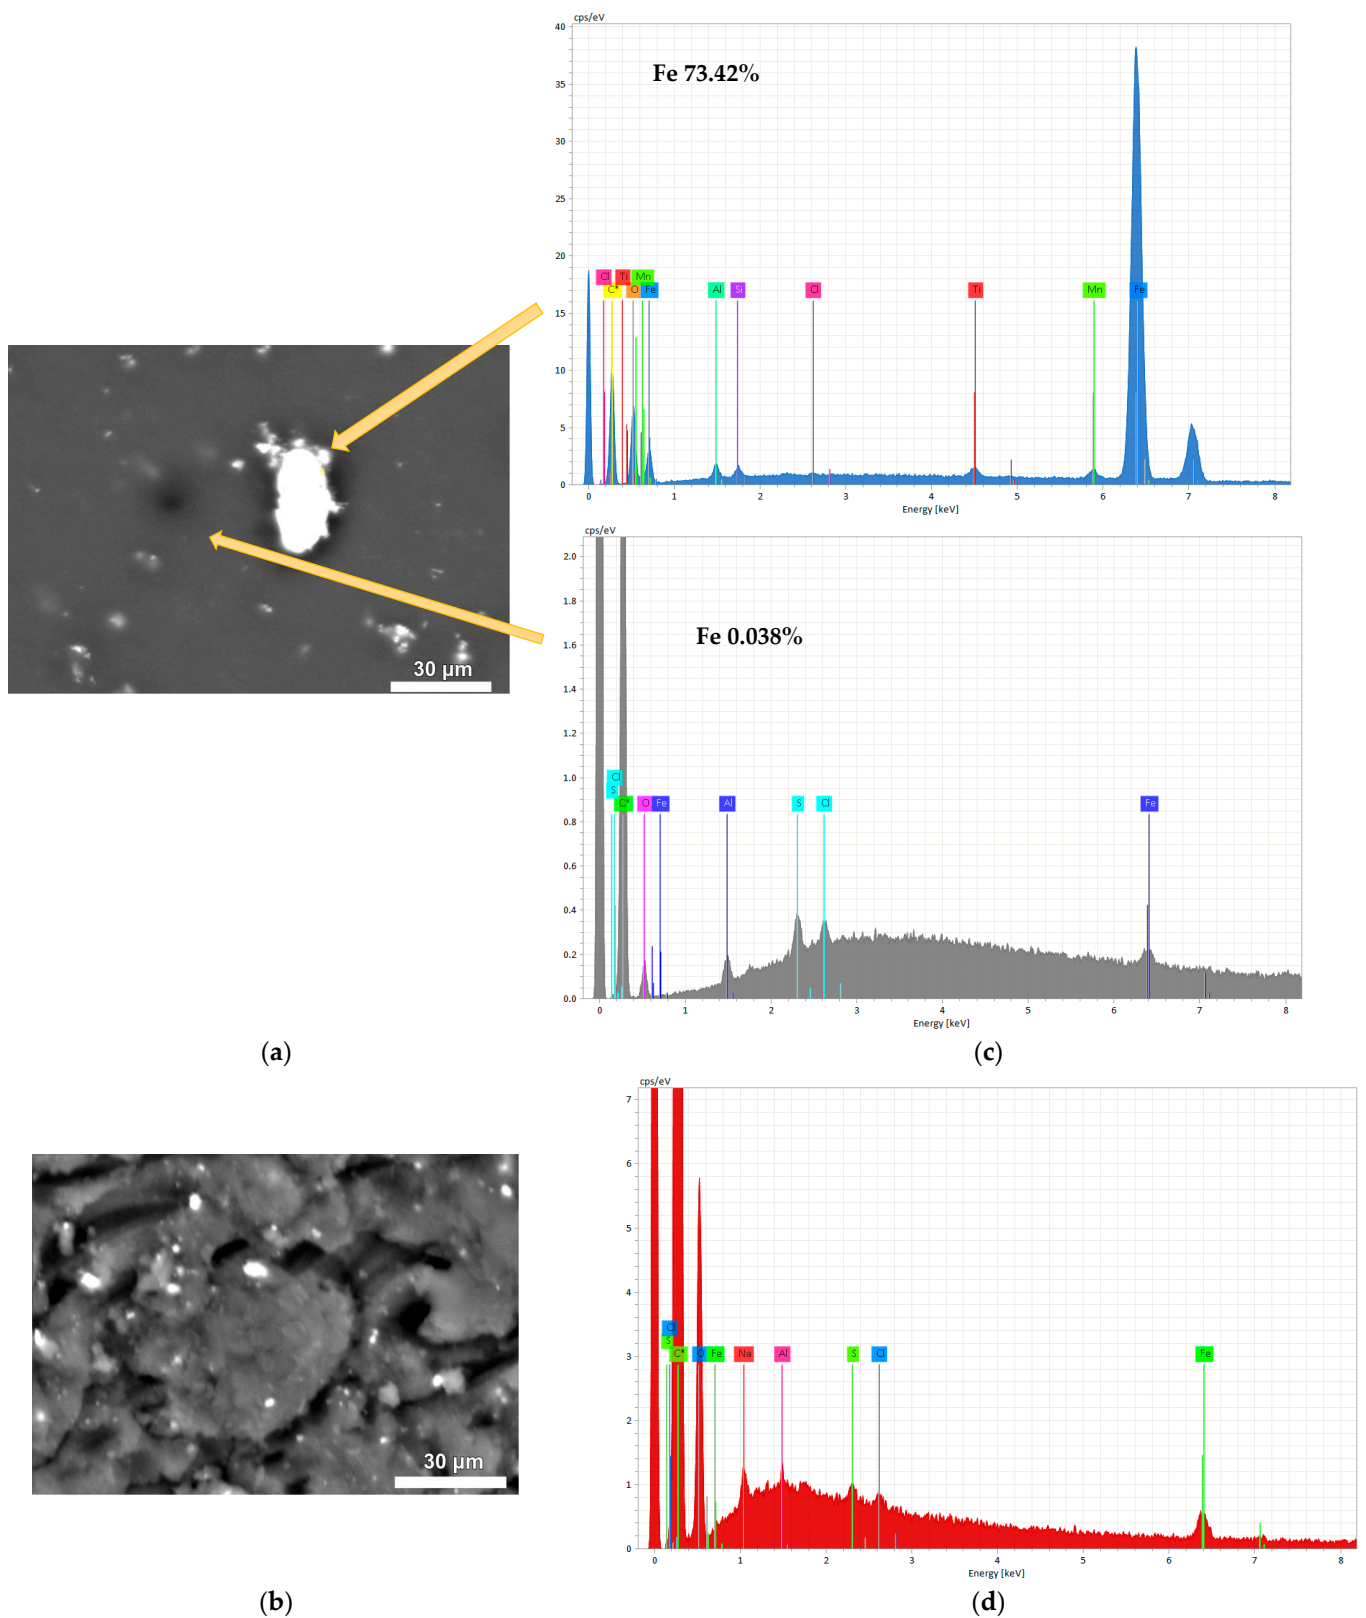 cps/eV
40
Fe 73.42%
35
30
25
20
Cl Ti Mn
C* O Fe Al Si Cl Ti Mn Fe
15
10
5
0
0 1 2 3 4 5 6 7 8
Energy [keV]
30 µm
cps/eV
2.0
1.8
Fe 0.038%
1.6
1.4
1.2
1.0
Cl
S
C* O Fe Al S Cl Fe
0.8
0.6
0.4
0.2
0.0
0 1 2 3 4 5 6 7 8
Energy [keV]
(a)
(c)
cps/eV
7
6
5
4
Cl
S
C* O Fe Na Al S Cl Fe
3
2
1
0
0 1 2 3 4 5 6 7 8
Energy [keV]
30 µm
(b)
(d)